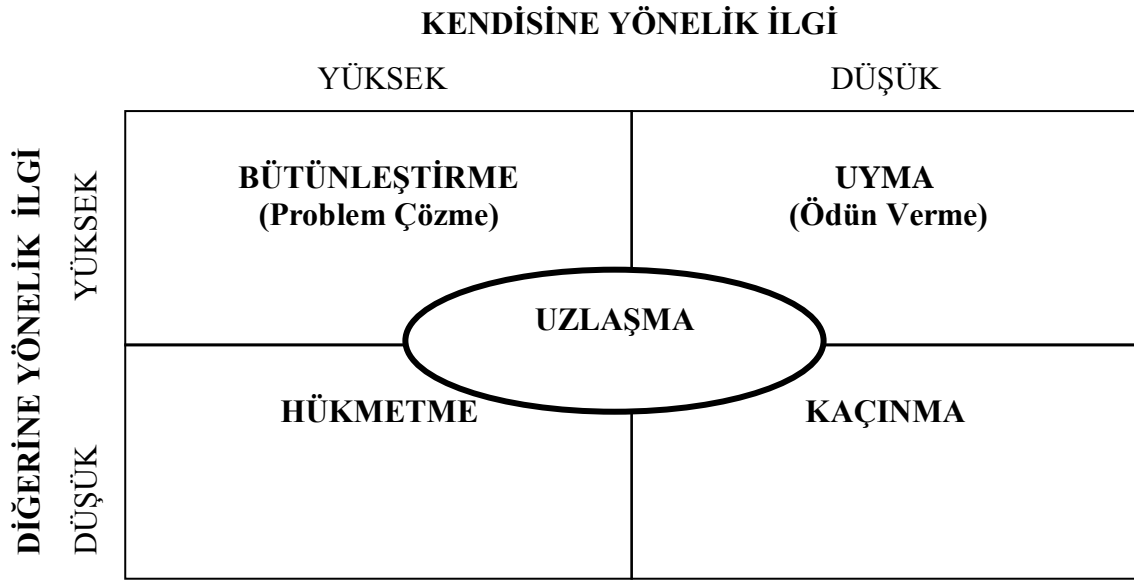 KENDİSİNE YÖNELİK İLGİ
YÜKSEK
DÜŞÜK
DİĞERİNE YÖNELİK İLGİ
YÜKSEK
DÜŞÜK
BÜTÜNLEŞTİRME
(Problem Çözme)
UYMA
(Ödün Verme)
UZLAŞMA
HÜKMETME
KAÇINMA